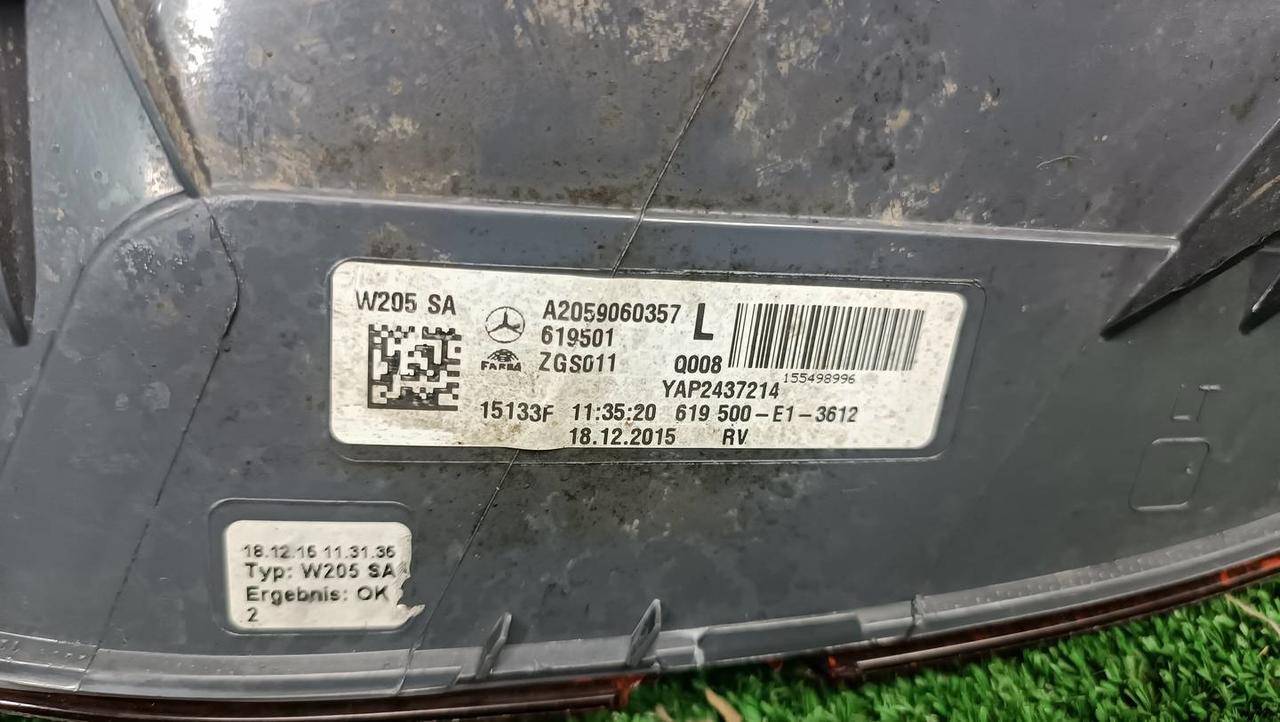 W205 SA
A2059060357 L
619501
FARBA ZGS011 Q008
155498996
YAP2437214
15133F 11:35:20 619 500-E1-3612
18.12.2015 RV
18.12.15 11.31.35
Typ: W205 SA
Ergebnis: OK
2